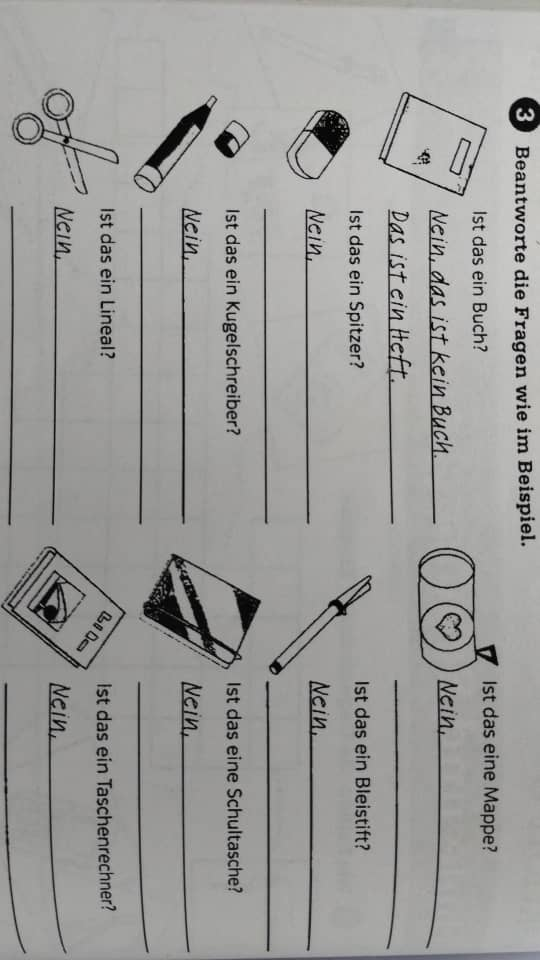 3 Beantworte die Fragen wie im Beispiel.
Ist das ein Buch?
Nein, das ist kein Buch.
Das ist ein Heft.
Ist das ein Spitzer?
Nein,
Ist das ein Kugelschreiber?
Nein,
Ist das ein Lineal?
Nein,
Ist das eine Mappe?
Nein,
Ist das ein Bleistift?
Nein,
Ist das eine Schultasche?
Nein,
Ist das ein Taschenrechner?
Nein,